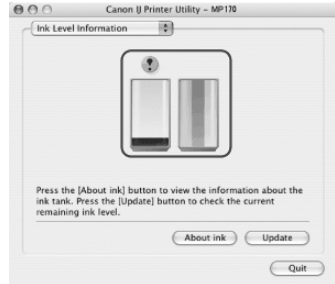 Canon IJ Printer Utility – MP170
Ink Level Information
!
Press the [About ink] button to view the information about the
ink tank. Press the [Update] button to check the current
remaining ink level.
About ink Update
Quit